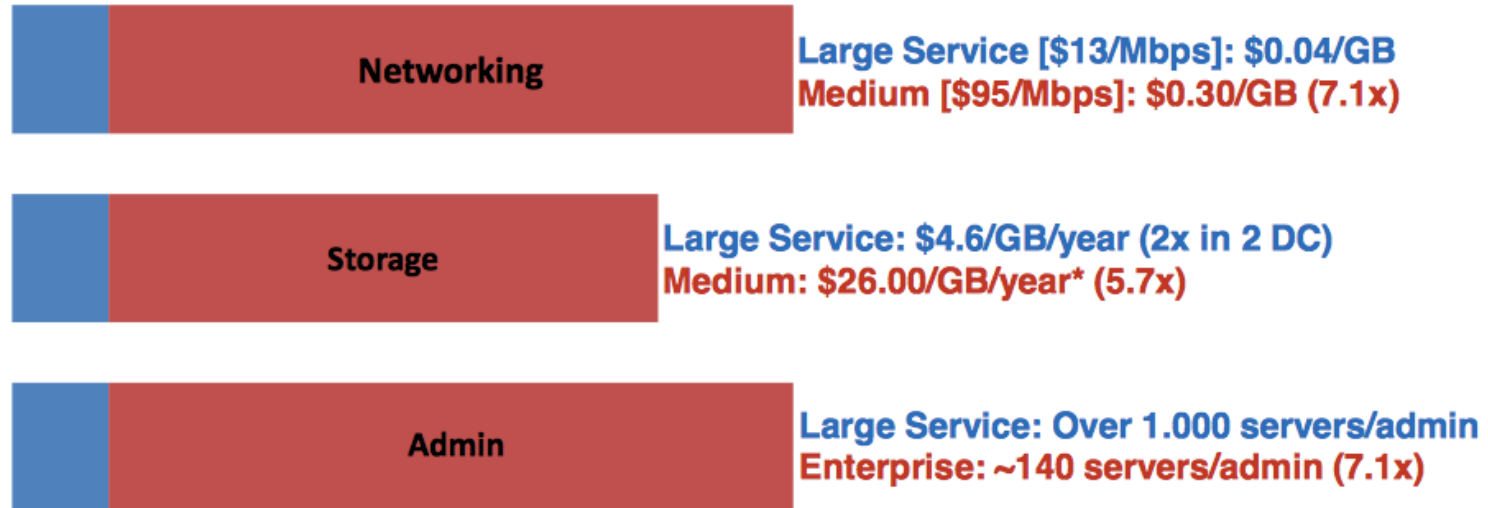 Networking
Large Service [$13/Mbps]: $0.04/GB
Medium [$95/Mbps]: $0.30/GB (7.1x)
Storage
Large Service: $4.6/GB/year (2x in 2 DC)
Medium: $26.00/GB/year* (5.7x)
Admin
Large Service: Over 1.000 servers/admin
Enterprise: ~140 servers/admin (7.1x)